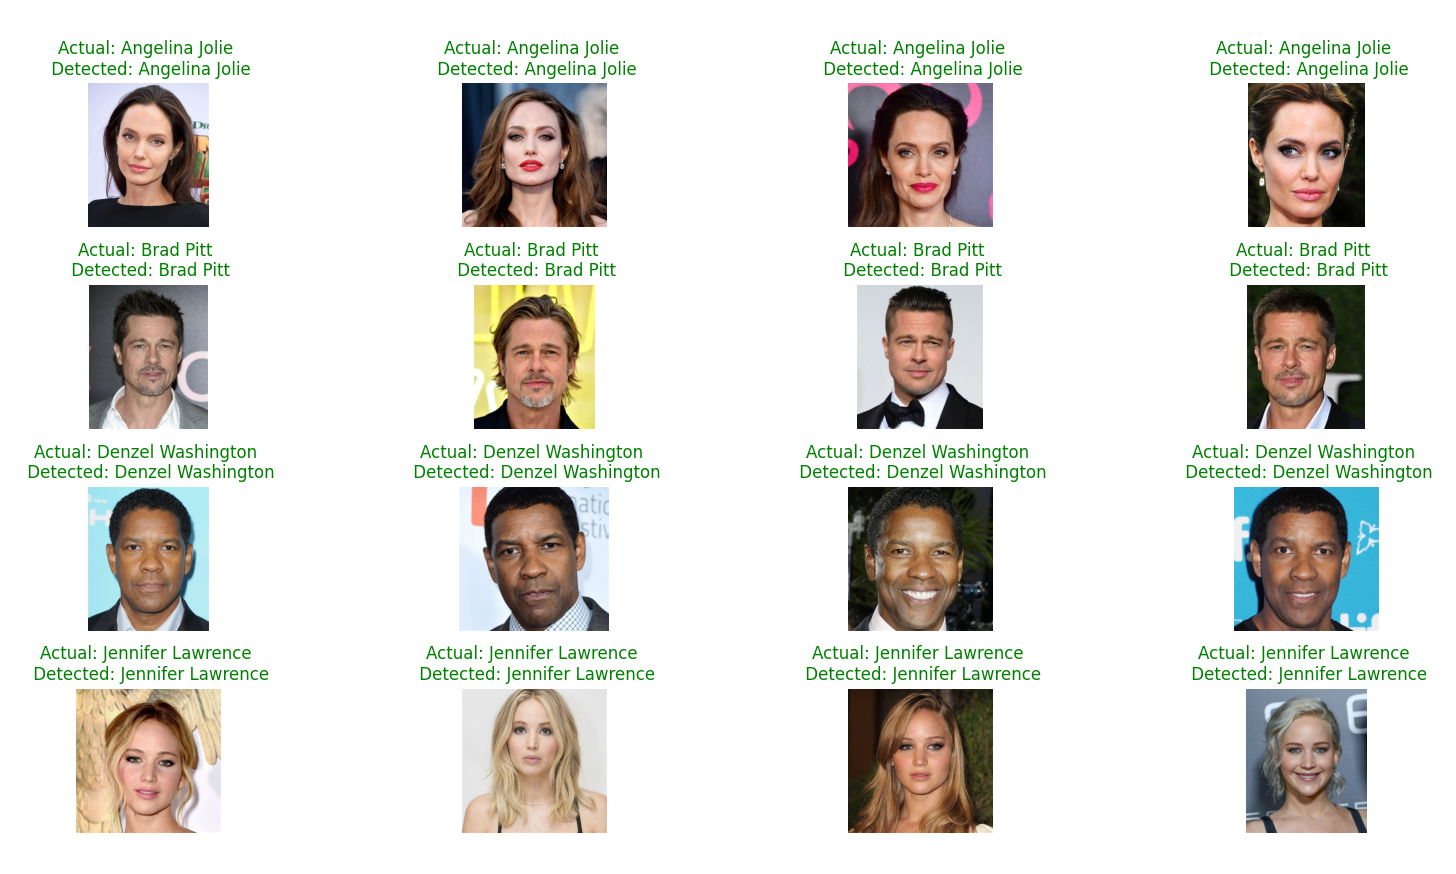 Actual: Angelina Jolie
Detected: Angelina Jolie
Actual: Angelina Jolie
Detected: Angelina Jolie
Actual: Angelina Jolie
Detected: Angelina Jolie
Actual: Angelina Jolie
Detected: Angelina Jolie
Actual: Brad Pitt
Detected: Brad Pitt
Actual: Brad Pitt
Detected: Brad Pitt
Actual: Brad Pitt
Detected: Brad Pitt
Actual: Brad Pitt
Detected: Brad Pitt
Actual: Denzel Washington
Detected: Denzel Washington
Actual: Denzel Washington
Detected: Denzel Washington
Actual: Denzel Washington
Detected: Denzel Washington
Actual: Denzel Washington
Detected: Denzel Washington
Actual: Jennifer Lawrence
Detected: Jennifer Lawrence
Actual: Jennifer Lawrence
Detected: Jennifer Lawrence
Actual: Jennifer Lawrence
Detected: Jennifer Lawrence
Actual: Jennifer Lawrence
Detected: Jennifer Lawrence